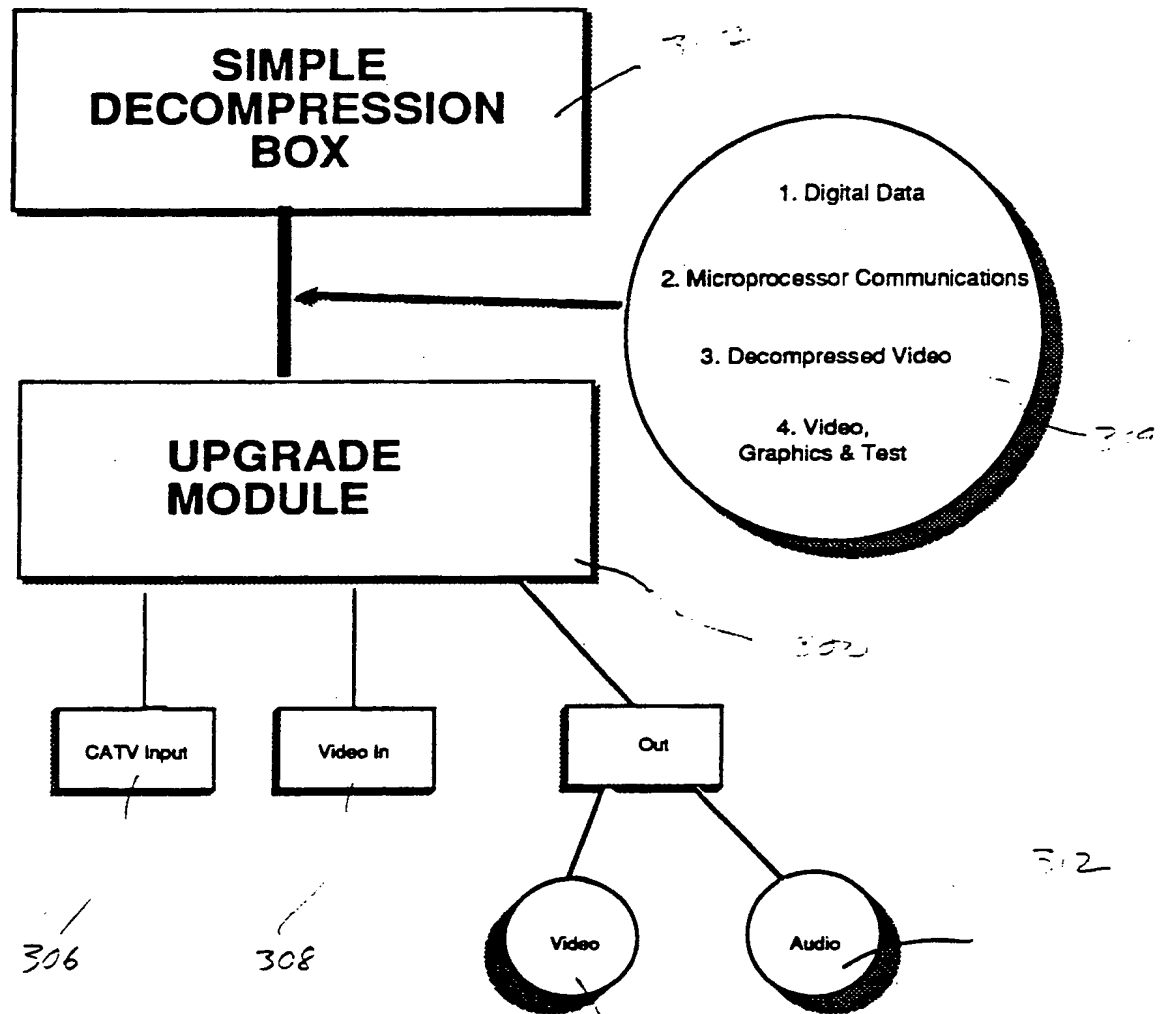 SIMPLE
DECOMPRESSION
BOX
1. Digital Data
2. Microprocessor Communications
3. Decompressed Video
4. Video,
Graphics & Test
UPGRADE
MODULE
CATV Input
Video In
Out
312
Video
Audio
306
308